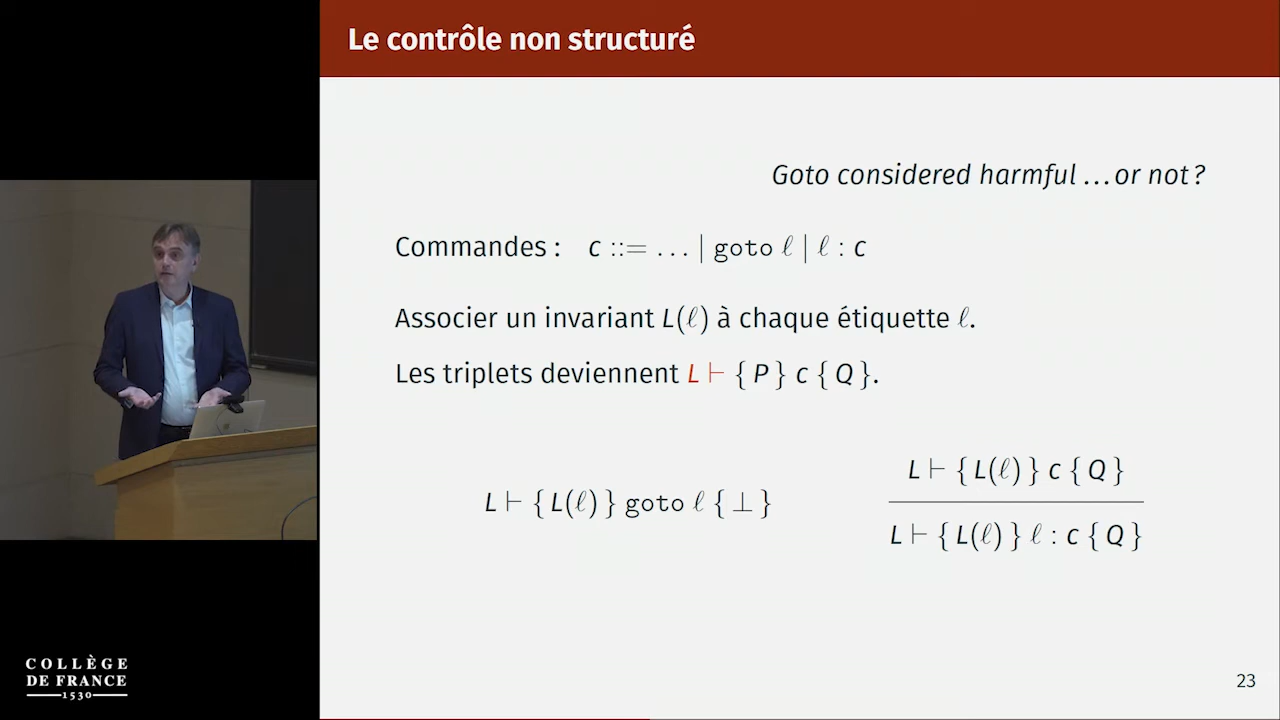 Le contrôle non structuré
Goto considered harmful ... or not ?
Commandes : c ::= ... | goto ℓ | ℓ : c
Associer un invariant L(ℓ) à chaque étiquette ℓ.
Les triplets deviennent L ⊢ { P } c { Q }.
L ⊢ { L(ℓ) } c { Q }
L ⊢ { L(ℓ) } goto ℓ { ⊥ }
L ⊢ { L(ℓ) } ℓ : c { Q }
COLLÈGE
DE FRANCE
1530
23